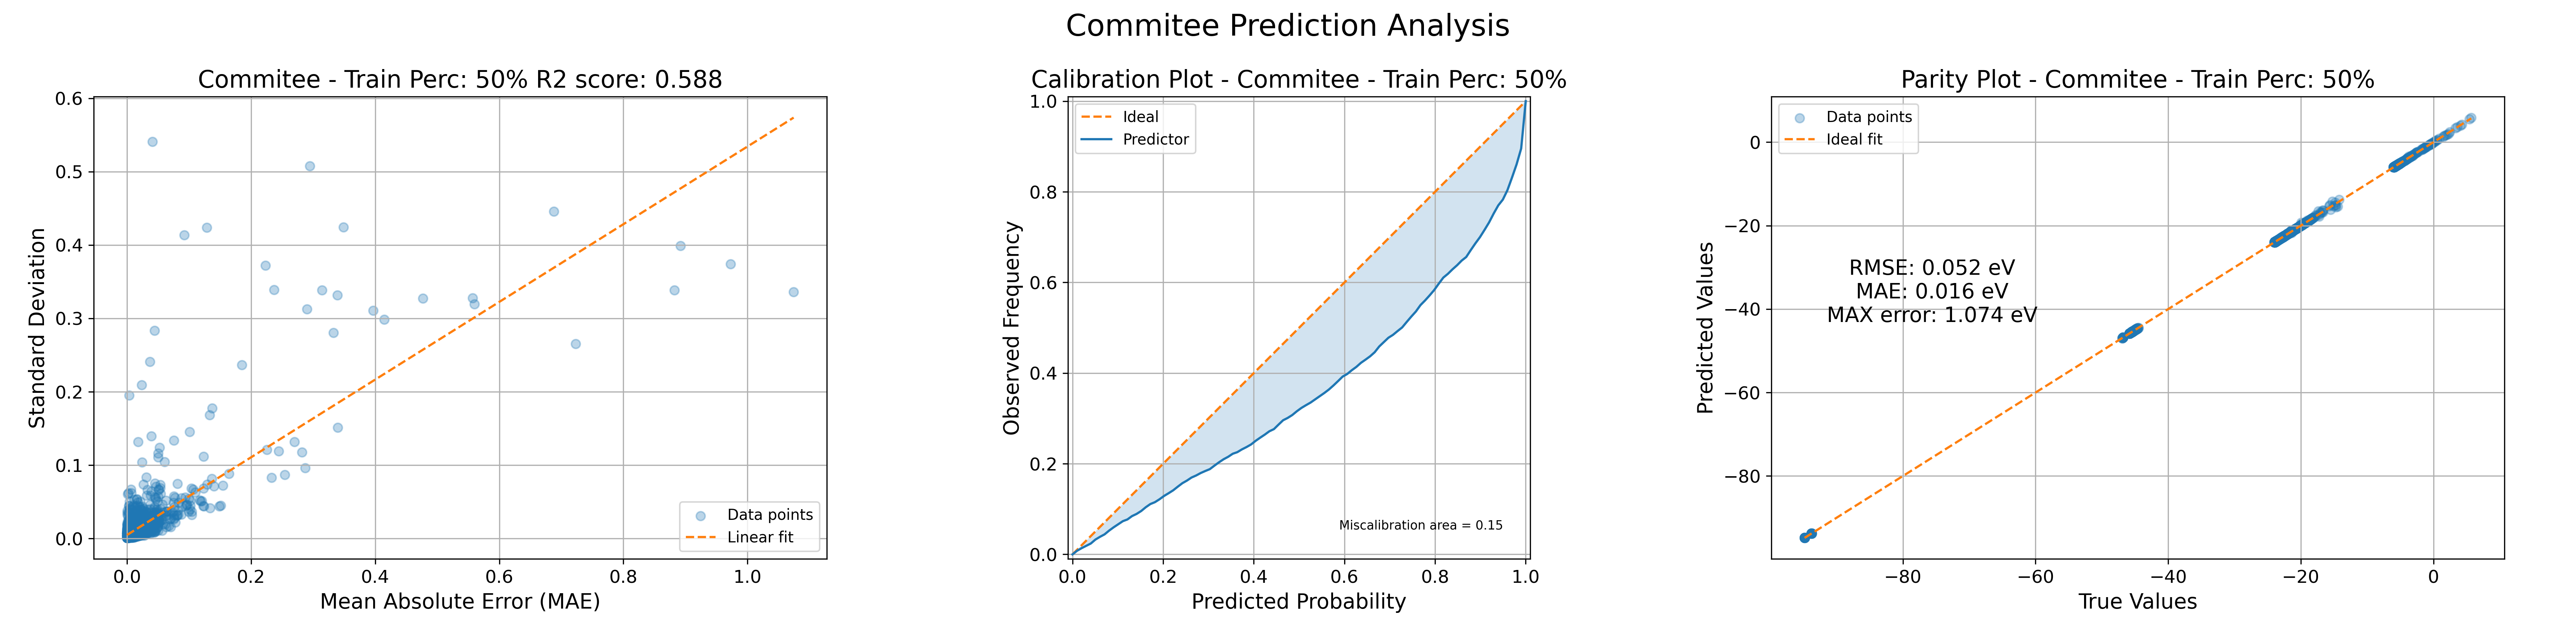 Commitee Prediction Analysis
Commitee - Train Perc: 50% R2 score: 0.588
0.6
0.5
0.4
0.3
0.2
0.1
0.0
Standard Deviation
Data points
Linear fit
0.0 0.2 0.4 0.6 0.8 1.0
Mean Absolute Error (MAE)
Calibration Plot - Commitee - Train Perc: 50%
1.0
0.8
0.6
0.4
0.2
0.0
Observed Frequency
Ideal
Predictor
Miscalibration area = 0.15
0.0 0.2 0.4 0.6 0.8 1.0
Predicted Probability
Parity Plot - Commitee - Train Perc: 50%
0
−20
−40
−60
−80
Predicted Values
Data points
Ideal fit
RMSE: 0.052 eV
MAE: 0.016 eV
MAX error: 1.074 eV
−80 −60 −40 −20 0
True Values